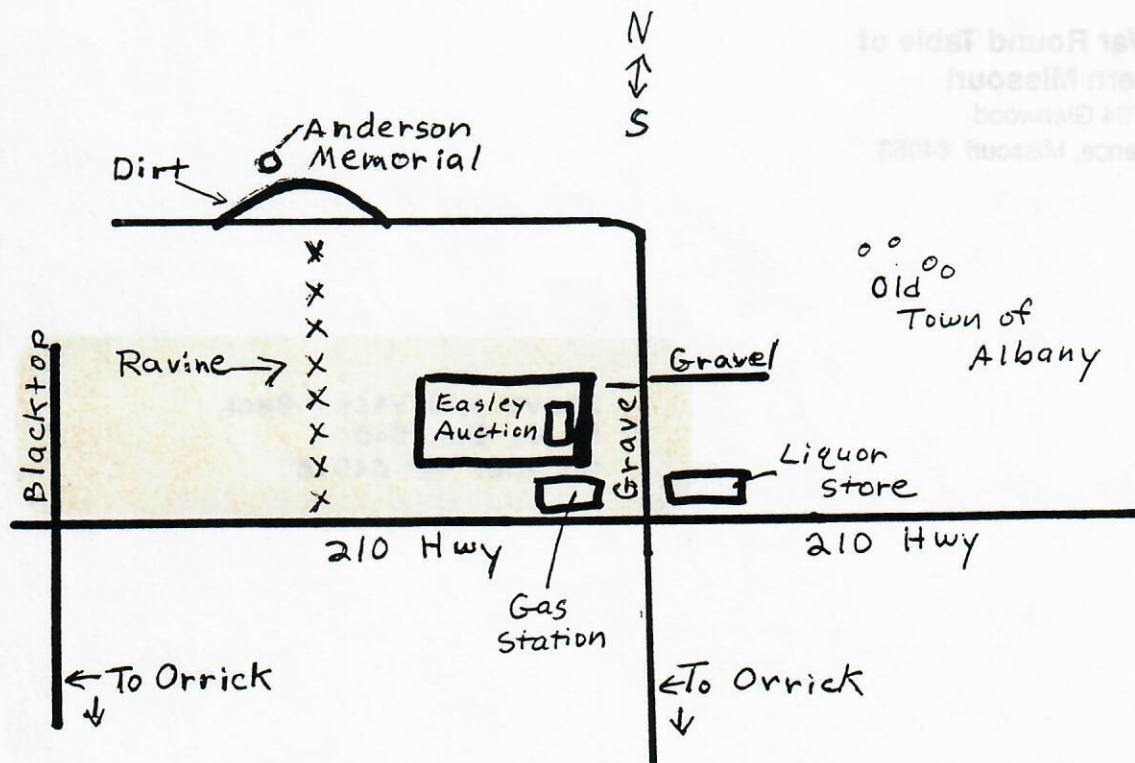 N
S
Anderson
Memorial
Dirt
Old
Town of
Albany
Ravine
Gravel
Easley
Auction
Blacktop
Gravel
Liquor
store
210 Hwy
210 Hwy
Gas
Station
To Orrick
To Orrick